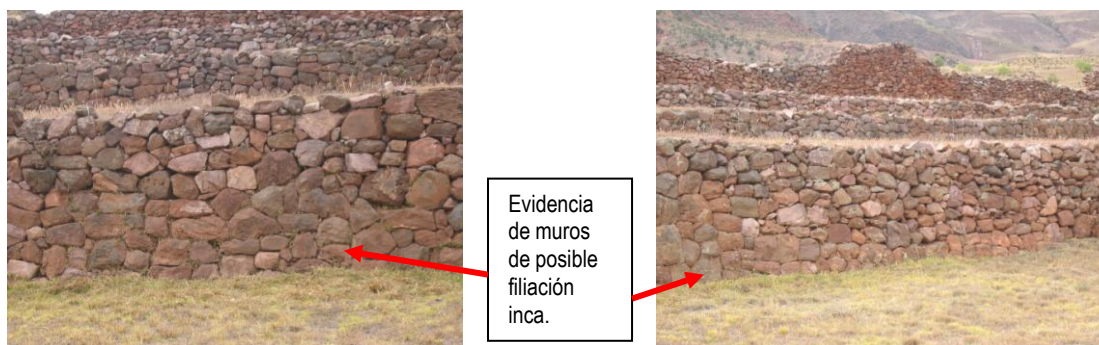 Evidencia
de muros
de posible
filiación
inca.